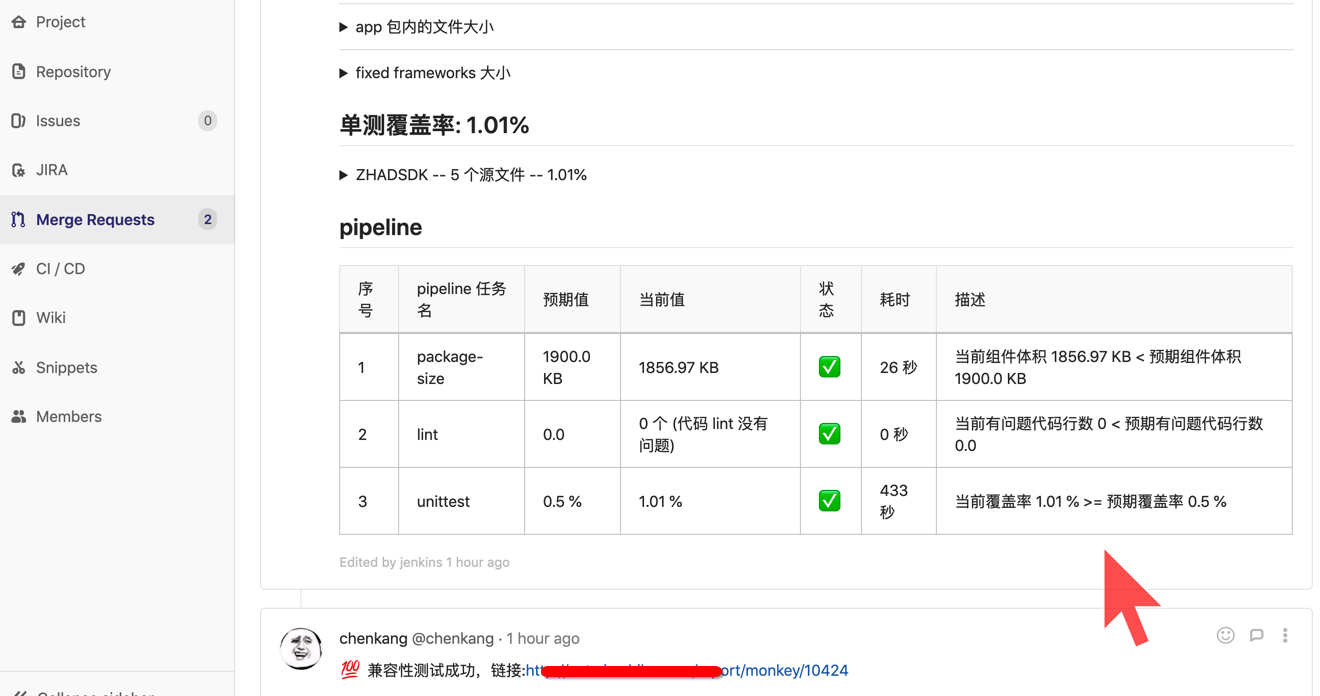 Project
Repository
Issues 0
JIRA
Merge Requests 2
CI / CD
Wiki
Snippets
Members
app 包内的文件大小
fixed frameworks 大小
单测覆盖率: 1.01%
ZHADSDK -- 5 个源文件 -- 1.01%
pipeline
序号 pipeline 任务名 预期值 当前值 状态 耗时 描述
1 package-size 1900.0 KB 1856.97 KB ✅ 26 秒 当前组件体积 1856.97 KB < 预期组件体积 1900.0 KB
2 lint 0.0 0 个 (代码 lint 没有问题) ✅ 0 秒 当前有问题代码行数 0 < 预期有问题代码行数 0.0
3 unittest 0.5 % 1.01 % ✅ 433 秒 当前覆盖率 1.01 % >= 预期覆盖率 0.5 %
Edited by jenkins 1 hour ago
chenkang @chenkang · 1 hour ago
💯 兼容性测试成功，链接:htt ort/monkey/10424